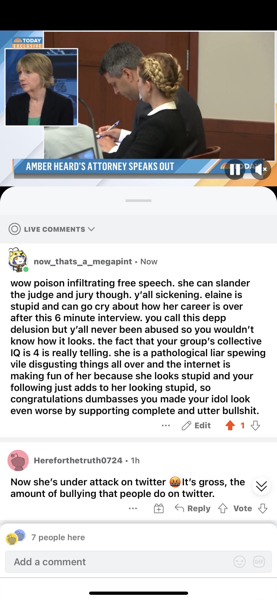 TODAY
EXCLUSIVE
AMBER HEARD'S ATTORNEY SPEAKS OUT
LIVE COMMENTS
now_thats_a_megapint • Now
wow poison infiltrating free speech. she can slander
the judge and jury though. y'all sickening. elaine is
stupid and can go cry about how her career is over
after this 6 minute interview. you call this depp
delusion but y'all never been abused so you wouldn't
know how it looks. the fact that your group's collective
IQ is 4 is really telling. she is a pathological liar spewing
vile disgusting things all over and the internet is
making fun of her because she looks stupid and your
following just adds to her looking stupid, so
congratulations dumbasses you made your idol look
even worse by supporting complete and utter bullshit.
... Edit 1
Hereforthetruth0724 • 1h
Now she's under attack on twitter 🤬It's gross, the
amount of bullying that people do on twitter.
... Reply Vote
7 people here
Add a comment
GIF